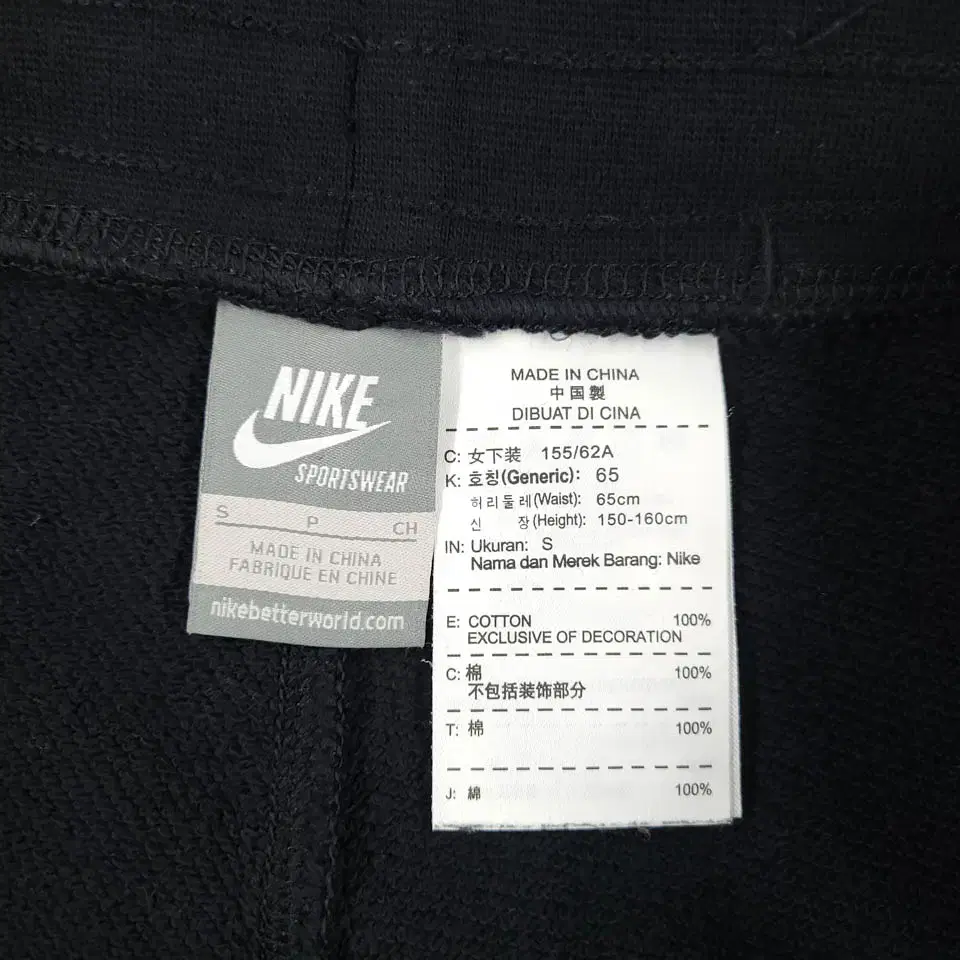 NIKE
SPORTSWEAR
S P CH
MADE IN CHINA
FABRIQUE EN CHINE
nikebetterworld.com
MADE IN CHINA
中国製
DIBUAT DI CINA
C: 女下装 155/62A
K: 호칭(Generic): 65
허리둘레(Waist): 65cm
신 장(Height): 150-160cm
IN: Ukuran: S
Nama dan Merek Barang: Nike
E: COTTON 100%
EXCLUSIVE OF DECORATION
C: 棉 100%
不包括装饰部分
T: 棉 100%
J: 綿 100%